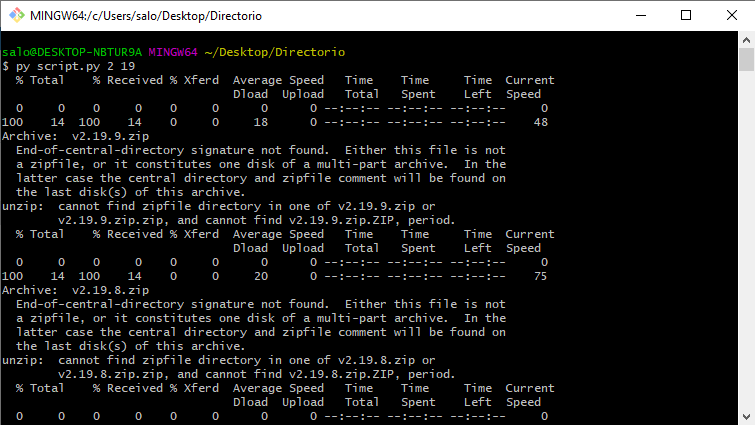 MINGW64:/c/Users/salo/Desktop/Directorio
salo@DESKTOP-NBTUR9A MINGW64 ~/Desktop/Directorio
$ py script.py 2 19
  % Total    % Received % Xferd  Average Speed   Time    Time     Time  Current
                                 Dload  Upload   Total   Spent    Left  Speed
  0     0    0     0    0     0      0      0 --:--:-- --:--:-- --:--:--     0
100    14  100    14    0     0     18      0 --:--:-- --:--:-- --:--:--    48
Archive:  v2.19.9.zip
  End-of-central-directory signature not found.  Either this file is not
  a zipfile, or it constitutes one disk of a multi-part archive.  In the
  latter case the central directory and zipfile comment will be found on
  the last disk(s) of this archive.
unzip:  cannot find zipfile directory in one of v2.19.9.zip or
        v2.19.9.zip.zip, and cannot find v2.19.9.zip.ZIP, period.
  % Total    % Received % Xferd  Average Speed   Time    Time     Time  Current
                                 Dload  Upload   Total   Spent    Left  Speed
  0     0    0     0    0     0      0      0 --:--:-- --:--:-- --:--:--     0
100    14  100    14    0     0     20      0 --:--:-- --:--:-- --:--:--    75
Archive:  v2.19.8.zip
  End-of-central-directory signature not found.  Either this file is not
  a zipfile, or it constitutes one disk of a multi-part archive.  In the
  latter case the central directory and zipfile comment will be found on
  the last disk(s) of this archive.
unzip:  cannot find zipfile directory in one of v2.19.8.zip or
        v2.19.8.zip.zip, and cannot find v2.19.8.zip.ZIP, period.
  % Total    % Received % Xferd  Average Speed   Time    Time     Time  Current
                                 Dload  Upload   Total   Spent    Left  Speed
  0     0    0     0    0     0      0      0 --:--:-- --:--:-- --:--:--     0